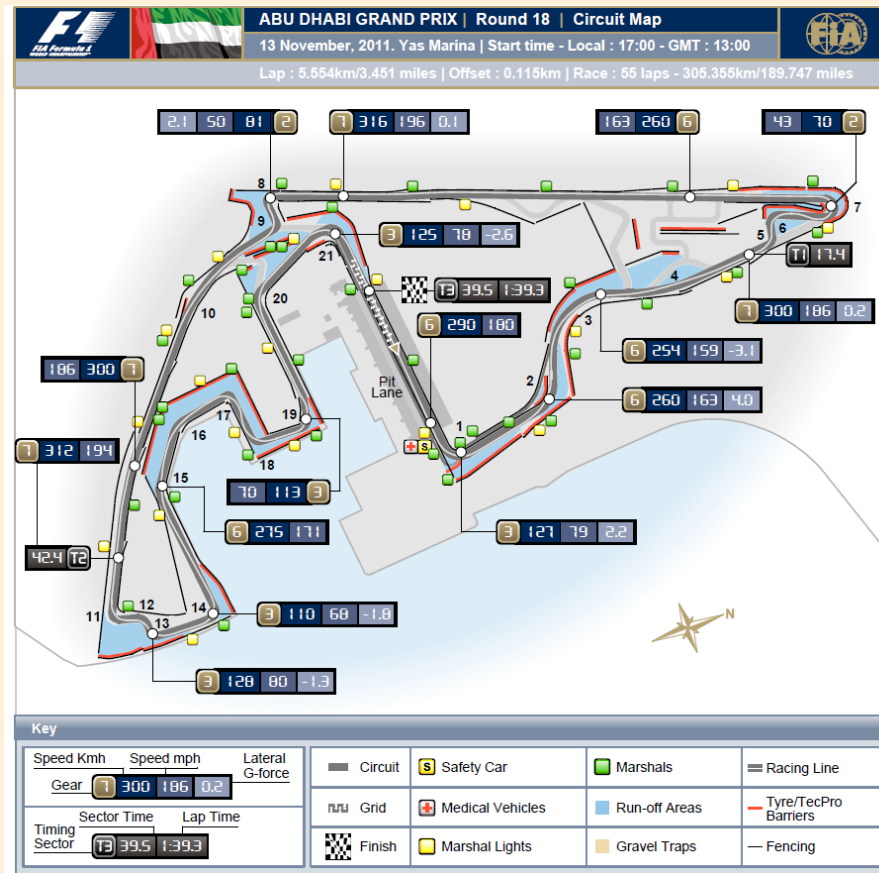 F1
FIA Formula 1
WORLD CHAMPIONSHIP
ABU DHABI GRAND PRIX | Round 18 | Circuit Map
13 November, 2011. Yas Marina | Start time - Local : 17:00 - GMT : 13:00
Lap : 5.554km/3.451 miles | Offset : 0.115km | Race : 55 laps - 305.355km/189.747 miles
FIA
2.1 50 81 2
7 316 196 0.1
163 260 6
43 70 2
8
7
9
6
3 125 78 -2.6
5
21
T1 17.4
4
T3 39.5 1:39.3
20
3
7 300 186 0.2
10
6 290 180
6 254 159 -3.1
186 300 7
Pit
Lane
2
6 260 163 4.0
17
19
1
16
S
7 312 194
18
15
70 113 3
6 275 171
3 127 79 2.2
42.4 T2
11
12
14
3 110 68 -1.8
13
N
3 128 80 -1.3
Key
Speed Kmh Speed mph Lateral
G-force
Gear 7 300 186 0.2
Sector Time Lap Time
Timing
Sector T3 39.5 1:39.3
Circuit
S Safety Car
Marshals
Racing Line
Grid
Medical Vehicles
Run-off Areas
Tyre/TecPro
Barriers
Finish
Marshal Lights
Gravel Traps
Fencing